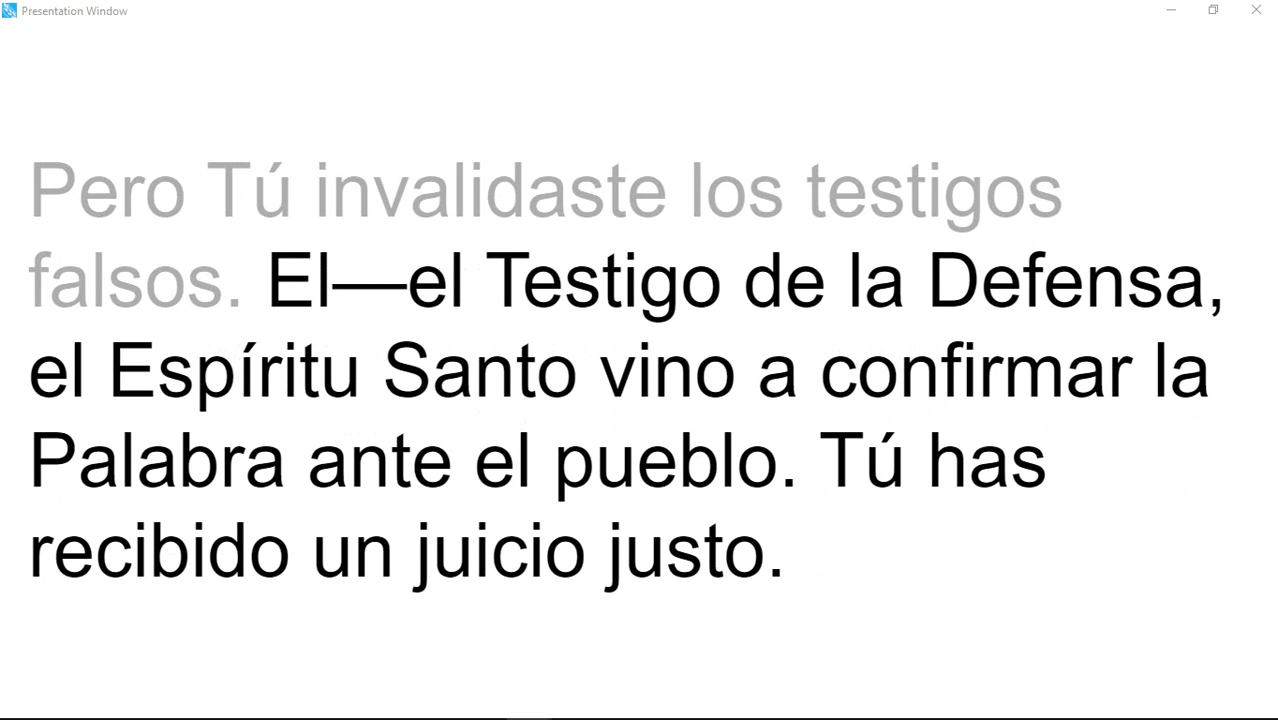 Presentation Window
Pero Tú invalidaste los testigos
falsos. El—el Testigo de la Defensa,
el Espíritu Santo vino a confirmar la
Palabra ante el pueblo. Tú has
recibido un juicio justo.